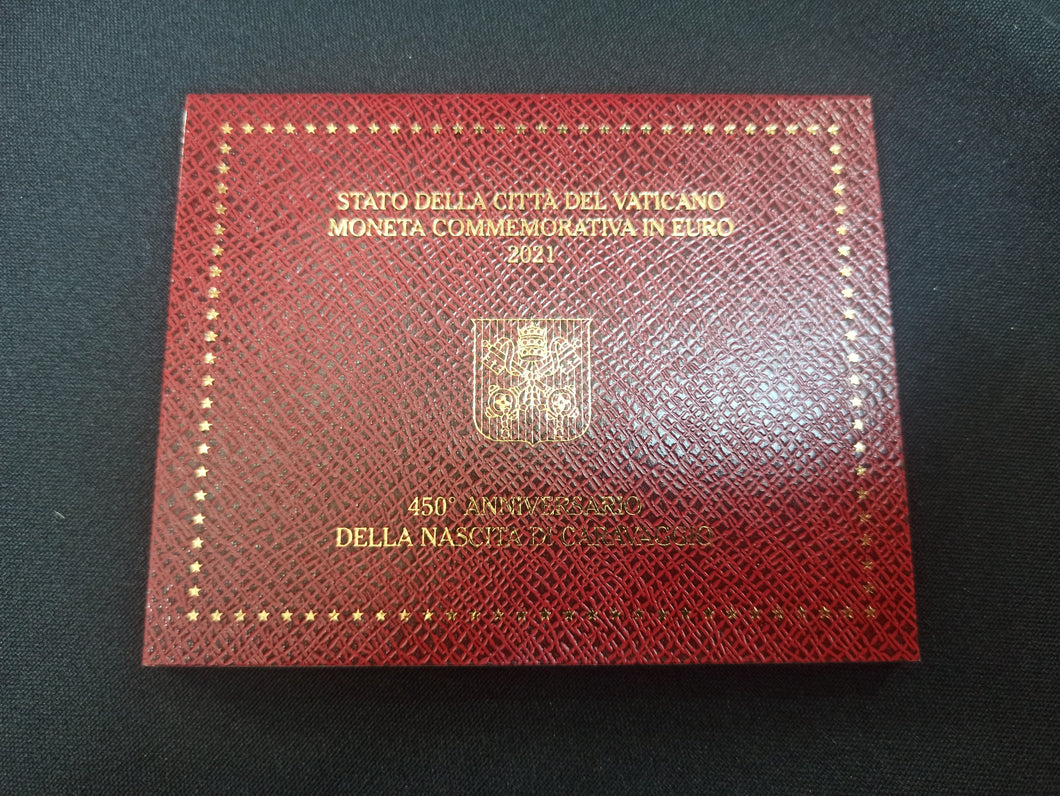 STATO DELLA CITTÀ DEL VATICANO
MONETA COMMEMORATIVA IN EURO
2021
450° ANNIVERSARIO
DELLA NASCITA DI CARAVAGGIO